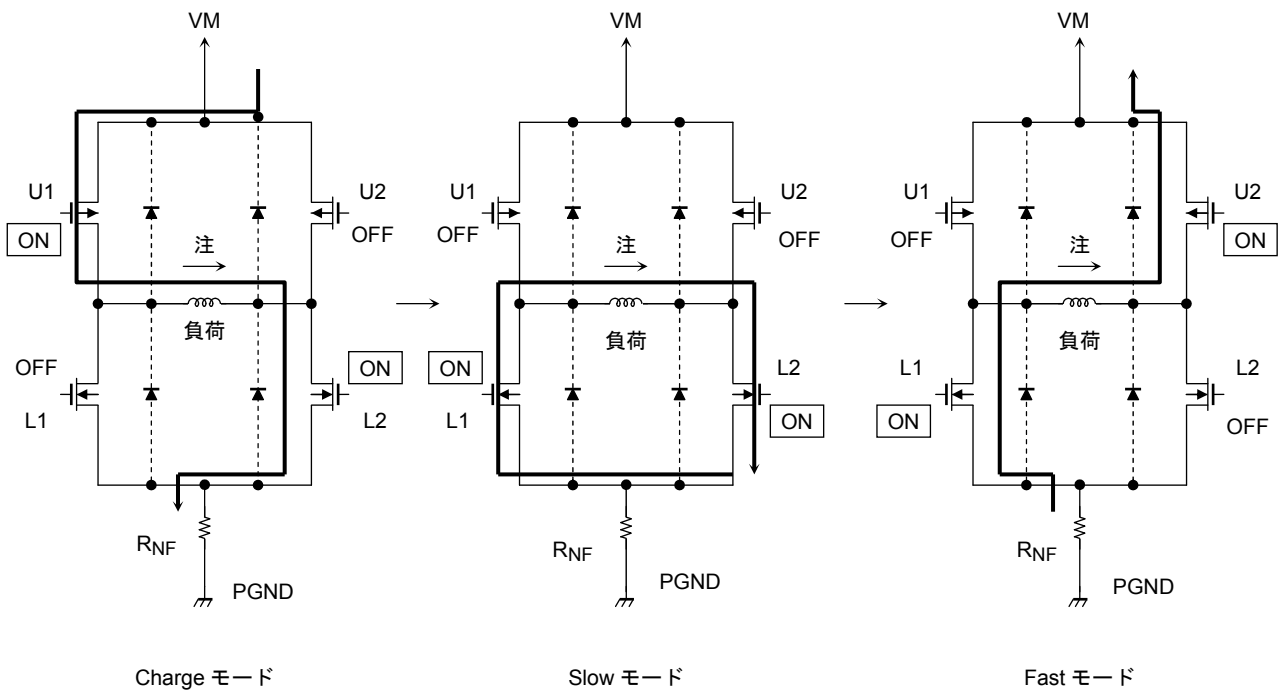 VM
U1
ON
U2
OFF
注
負荷
OFF
L1
ON
L2
RNF
PGND
Charge モード
VM
U1
OFF
U2
OFF
注
負荷
ON
L1
L2
ON
RNF
PGND
Slow モード
VM
U1
OFF
U2
ON
注
負荷
L1
ON
L2
OFF
RNF
PGND
Fast モード